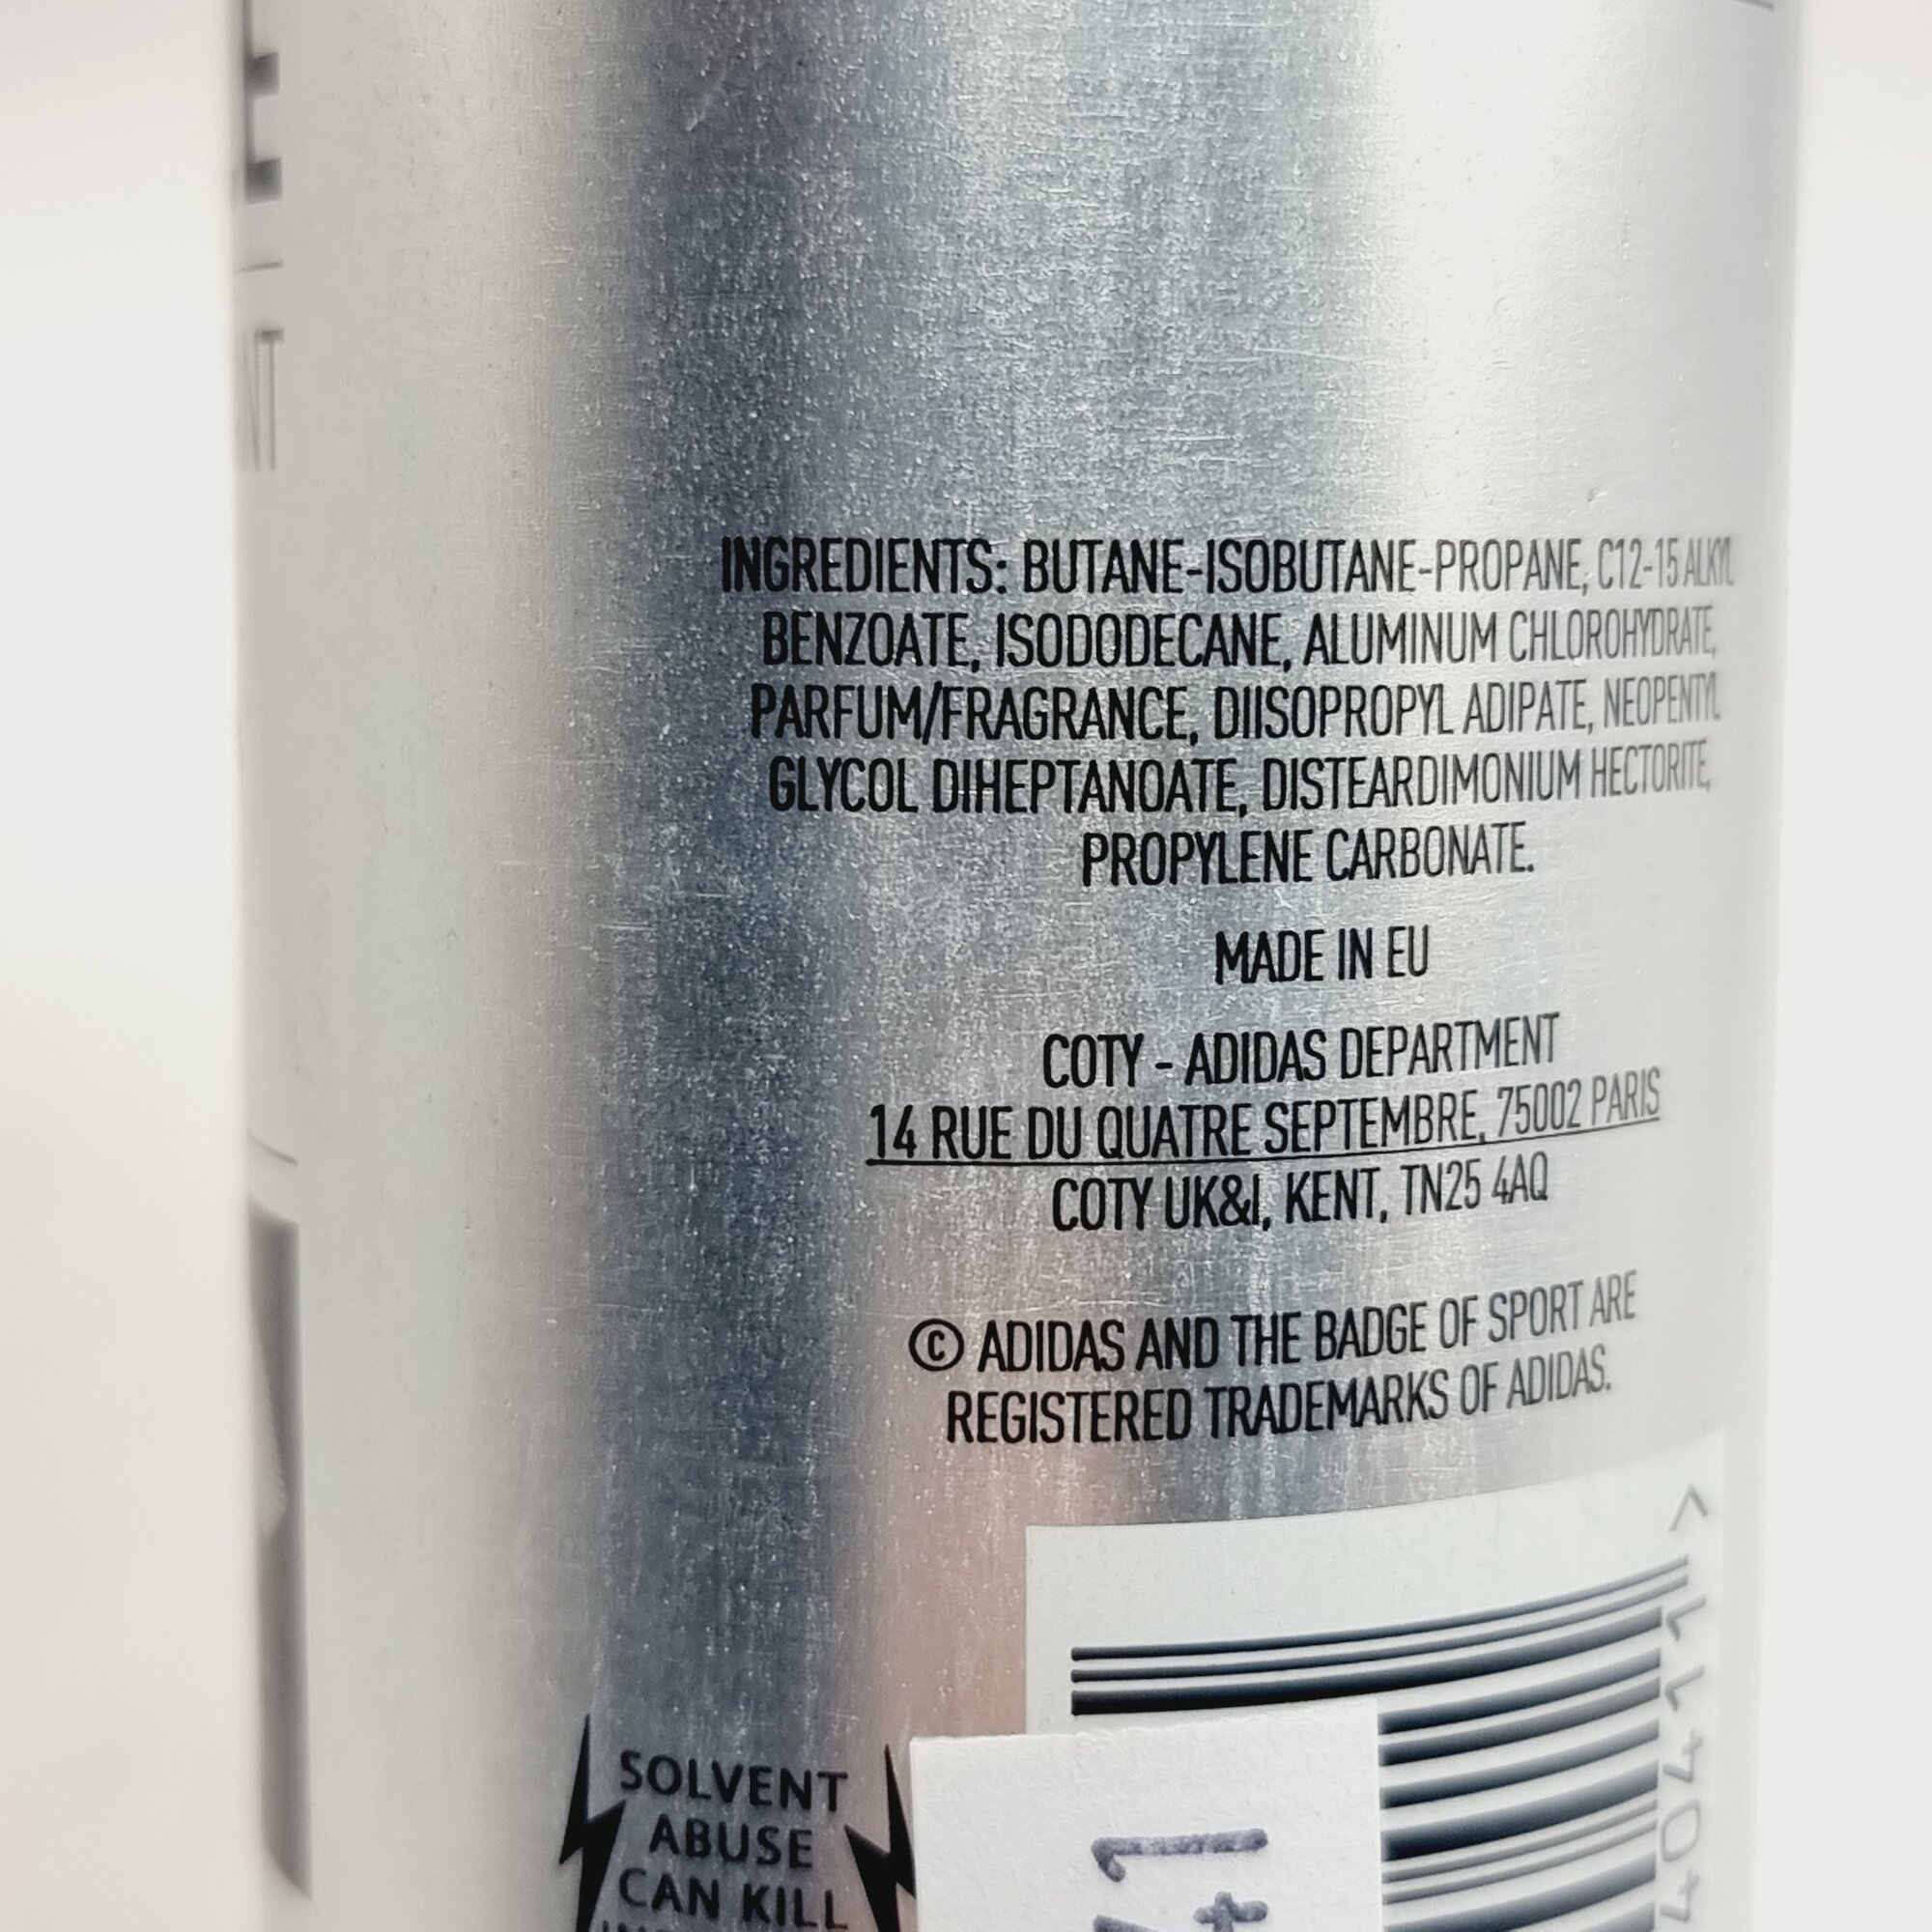 NT
INGREDIENTS: BUTANE-ISOBUTANE-PROPANE, C12-15 ALKYL
BENZOATE, ISODODECANE, ALUMINUM CHLOROHYDRATE,
PARFUM/FRAGRANCE, DIISOPROPYL ADIPATE, NEOPENTYL
GLYCOL DIHEPTANOATE, DISTEARDIMONIUM HECTORITE,
PROPYLENE CARBONATE.
MADE IN EU
COTY - ADIDAS DEPARTMENT
14 RUE DU QUATRE SEPTEMBRE, 75002 PARIS
COTY UK&I, KENT, TN25 4AQ
© ADIDAS AND THE BADGE OF SPORT ARE
REGISTERED TRADEMARKS OF ADIDAS.
40411 >
SOLVENT
ABUSE
CAN KILL